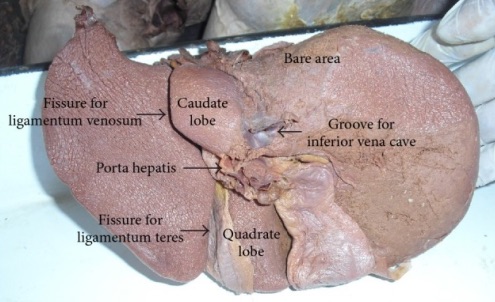 Bare area
Fissure for
ligamentum venosum
Caudate
lobe
Groove for
inferior vena cave
Porta hepatis
Fissure for
ligamentum teres
Quadrate
lobe